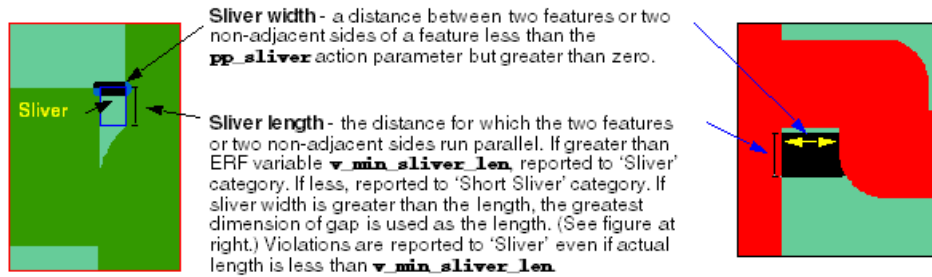 Sliver width - a distance between two features or two
non-adjacent sides of a feature less than the
pp_sliver action parameter but greater than zero.
Sliver
Sliver length - the distance for which the two features
or two non-adjacent sides run parallel. If greater than
ERF variable v_min_sliver_len, reported to ‘Sliver’
category. If less, reported to ‘Short Sliver’ category. If
sliver width is greater than the length, the greatest
dimension of gap is used as the length. (See figure at
right.) Violations are reported to ‘Sliver’ even if actual
length is less than v_min_sliver_len.